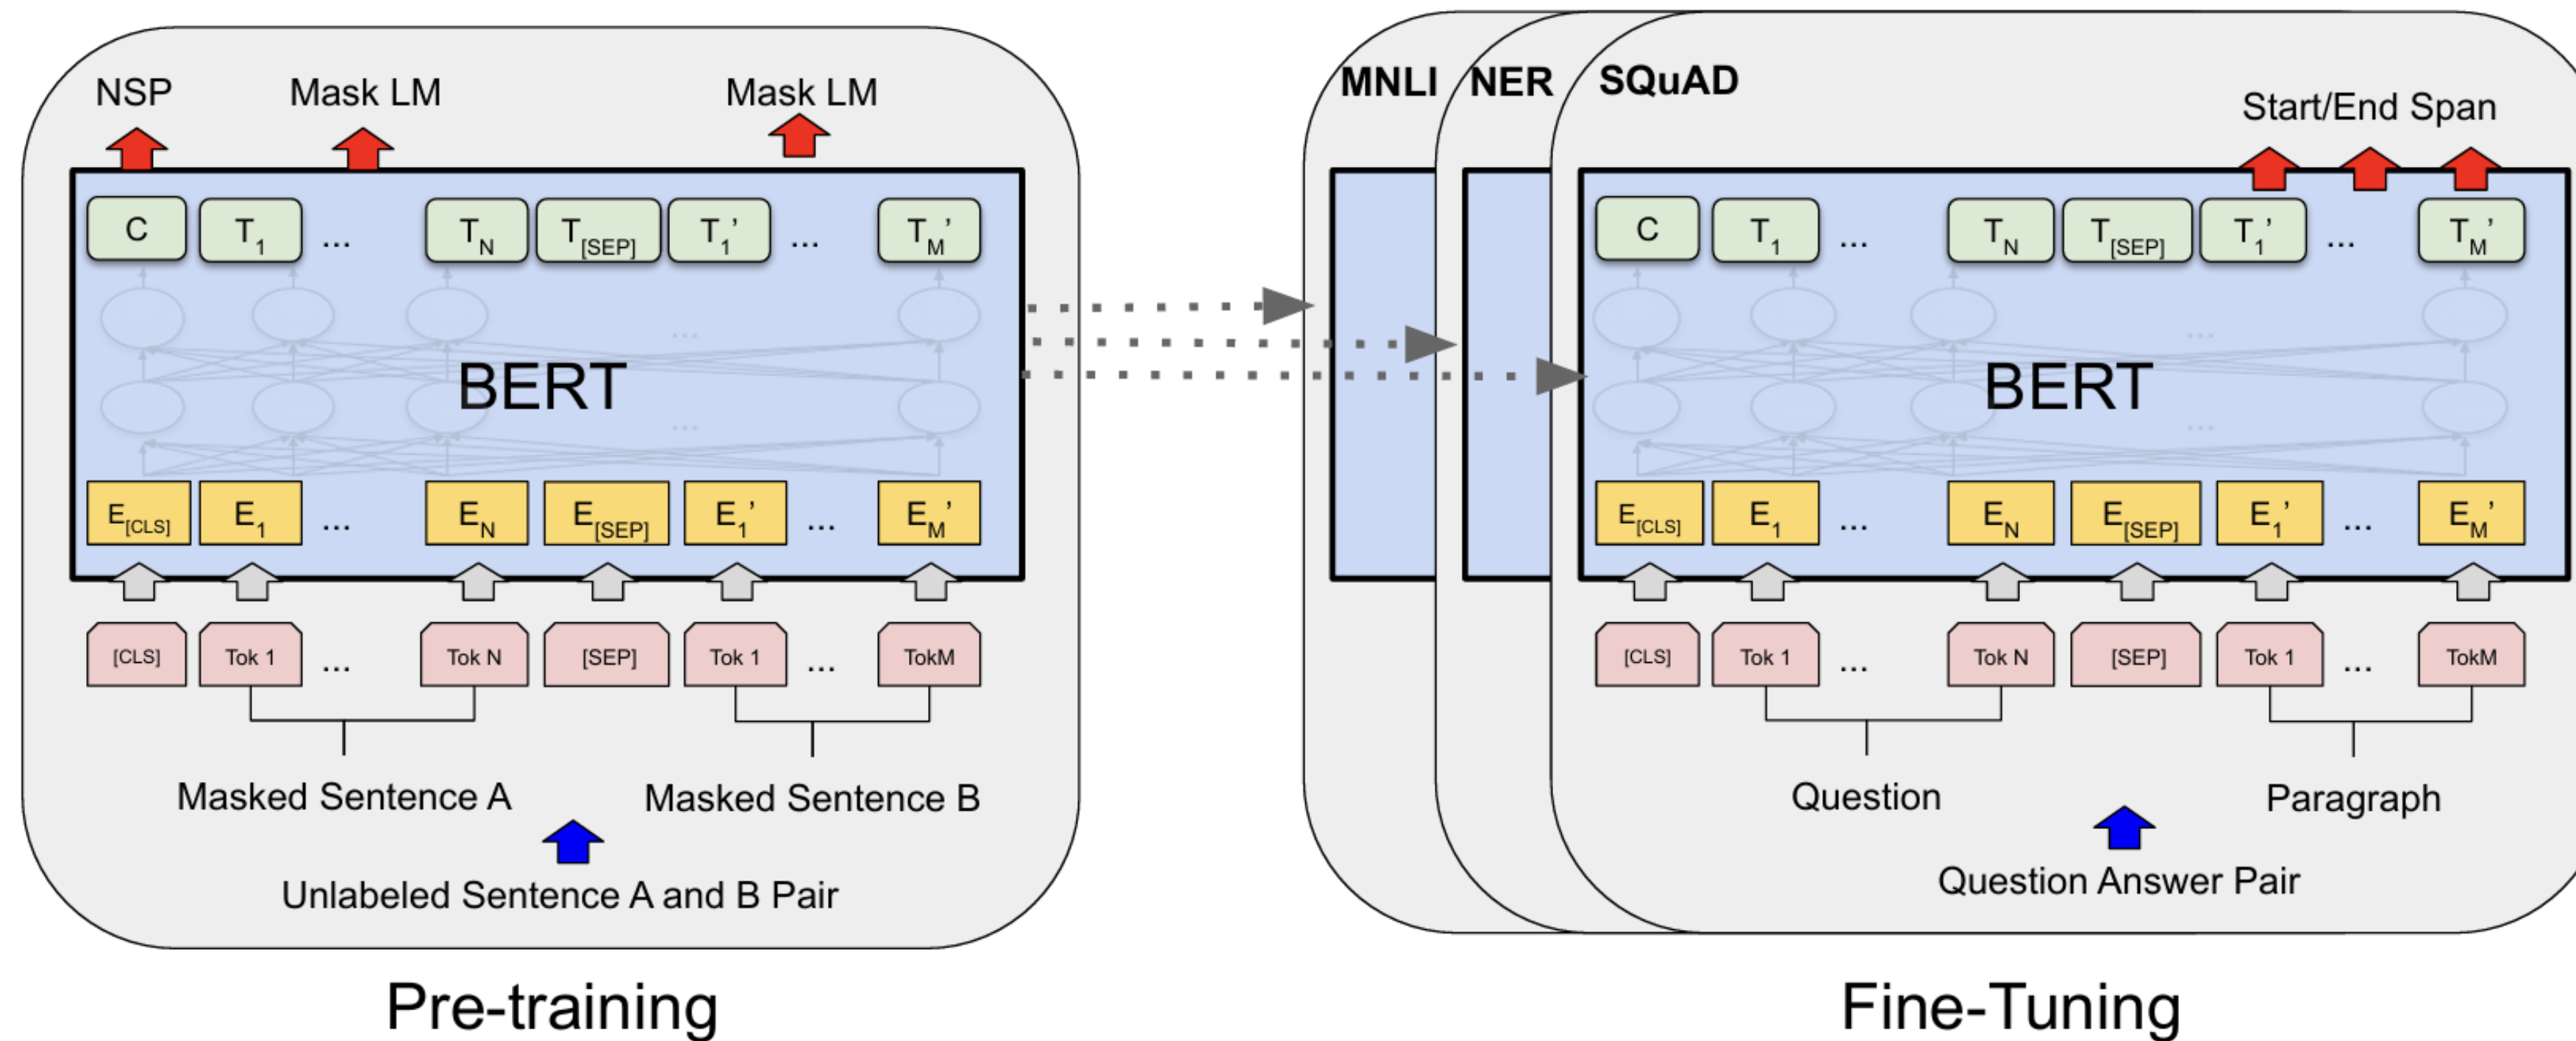 NSP Mask LM Mask LM
C T1 ... TN T[SEP] T1’ ... TM’
...
BERT
...
E[CLS] E1 ... EN E[SEP] E1’ ... EM’
[CLS] Tok 1 ... Tok N [SEP] Tok 1 ... TokM
Masked Sentence A Masked Sentence B
Unlabeled Sentence A and B Pair
Pre-training
MNLI NER SQuAD
Start/End Span
C T1 ... TN T[SEP] T1’ ... TM’
...
BERT
...
E[CLS] E1 ... EN E[SEP] E1’ ... EM’
[CLS] Tok 1 ... Tok N [SEP] Tok 1 ... TokM
Question Paragraph
Question Answer Pair
Fine-Tuning